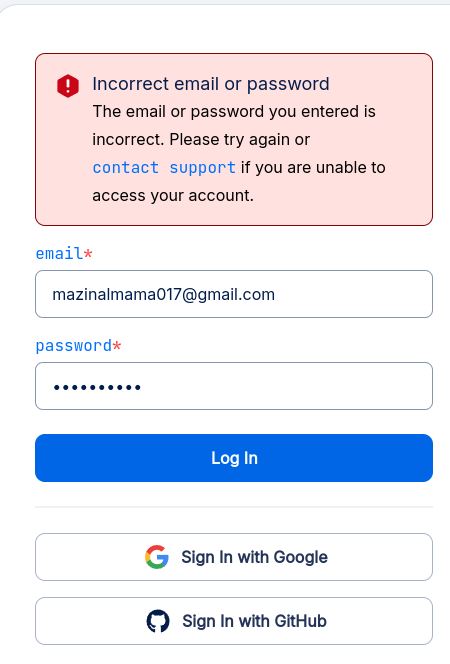 Incorrect email or password
The email or password you entered is
incorrect. Please try again or
contact support if you are unable to
access your account.
email*
mazinalmama017@gmail.com
password*
••••••••••
Log In
Sign In with Google
Sign In with GitHub